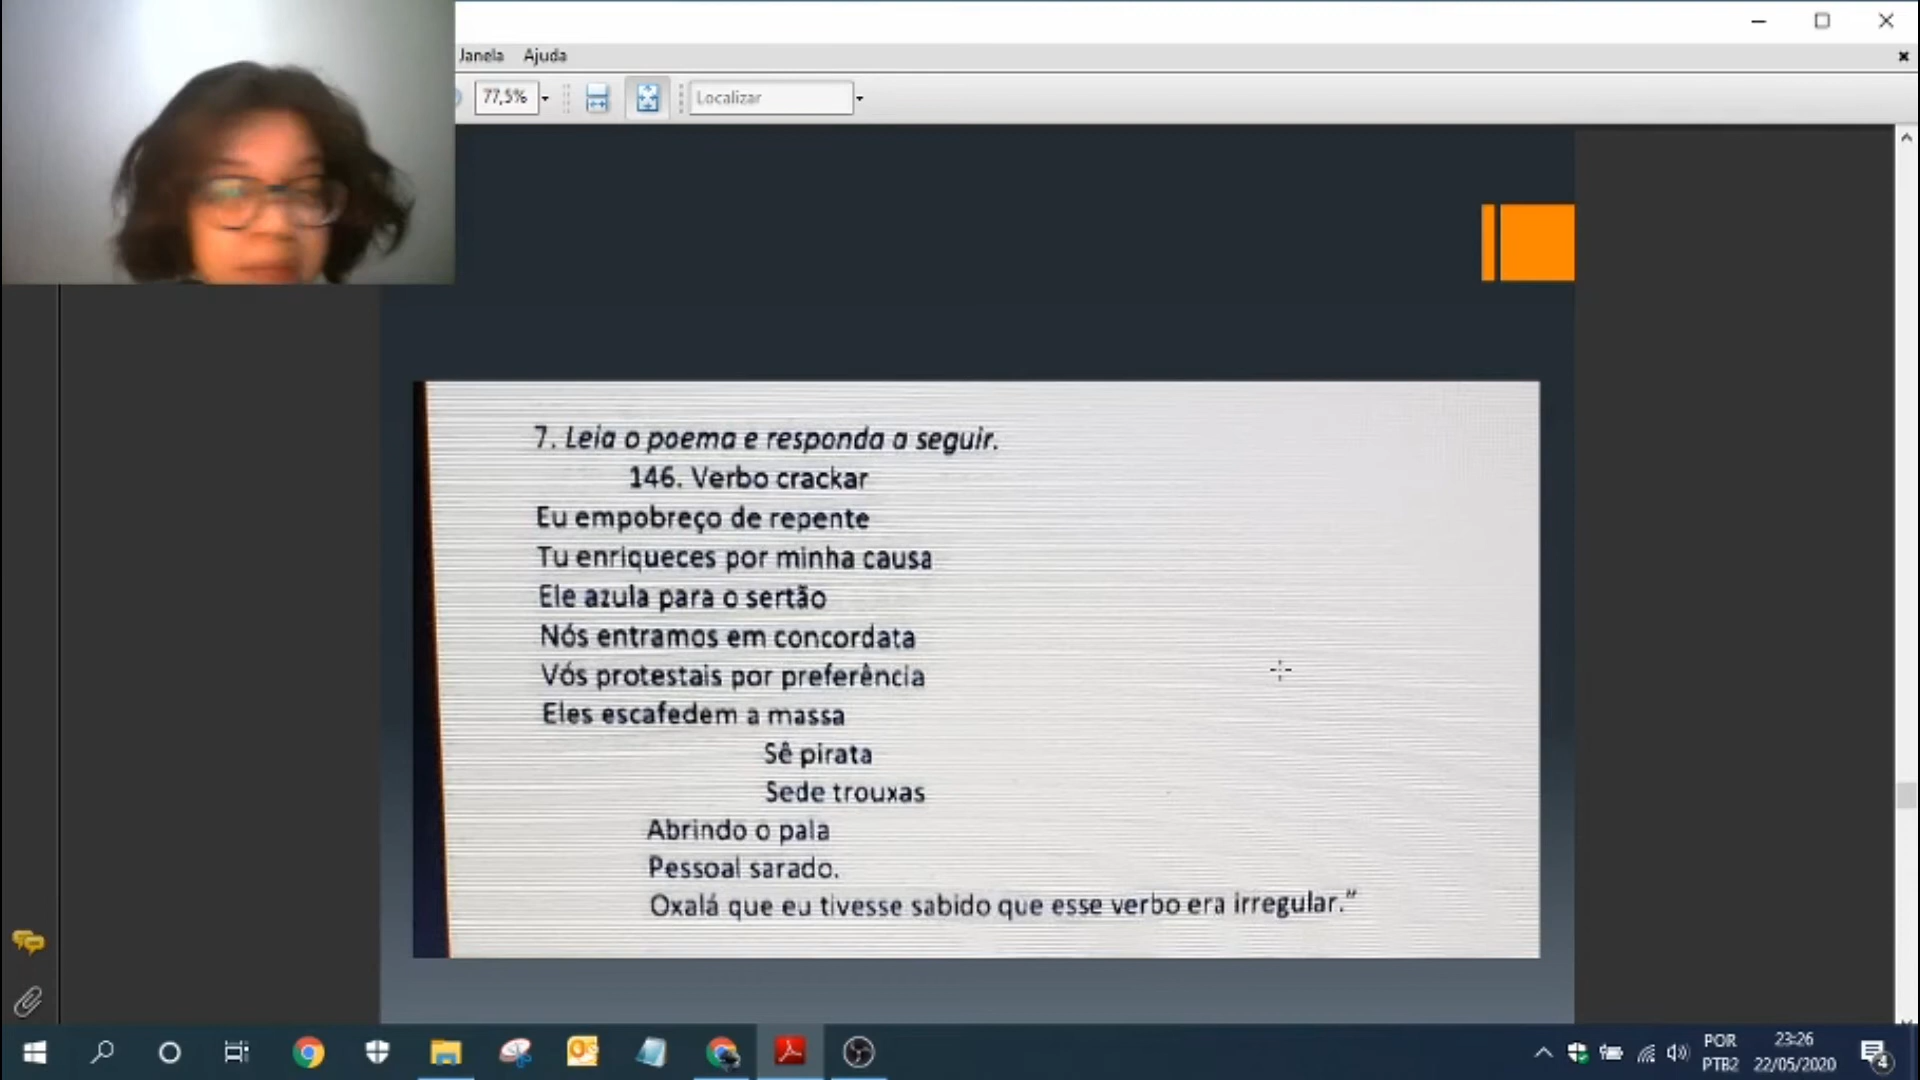 Janela Ajuda
77,5% Localizar
7. Leia o poema e responda a seguir.
146. Verbo crackar
Eu empobreço de repente
Tu enriqueces por minha causa
Ele azula para o sertão
Nós entramos em concordata
Vós protestais por preferência
Eles escafedem a massa
Sê pirata
Sede trouxas
Abrindo o pala
Pessoal sarado.
Oxalá que eu tivesse sabido que esse verbo era irregular.”
POR 23:26
PTB2 22/05/2020 4